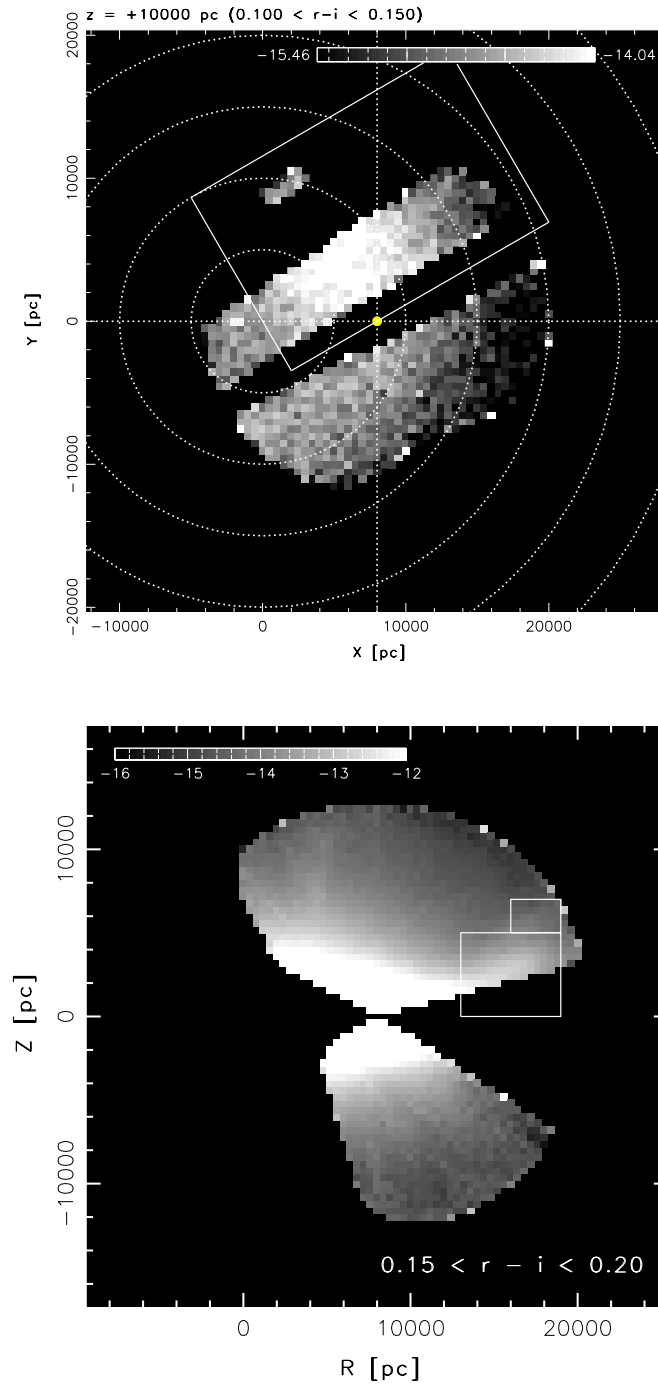 z = +10000 pc (0.100 < r-i < 0.150)
20000
-15.46 -14.04
10000
0
-10000
-20000
Y [pc]
-10000 0 10000 20000
X [pc]
-16 -15 -14 -13 -12
10000
0
-10000
Z [pc]
0.15 < r - i < 0.20
0 10000 20000
R [pc]